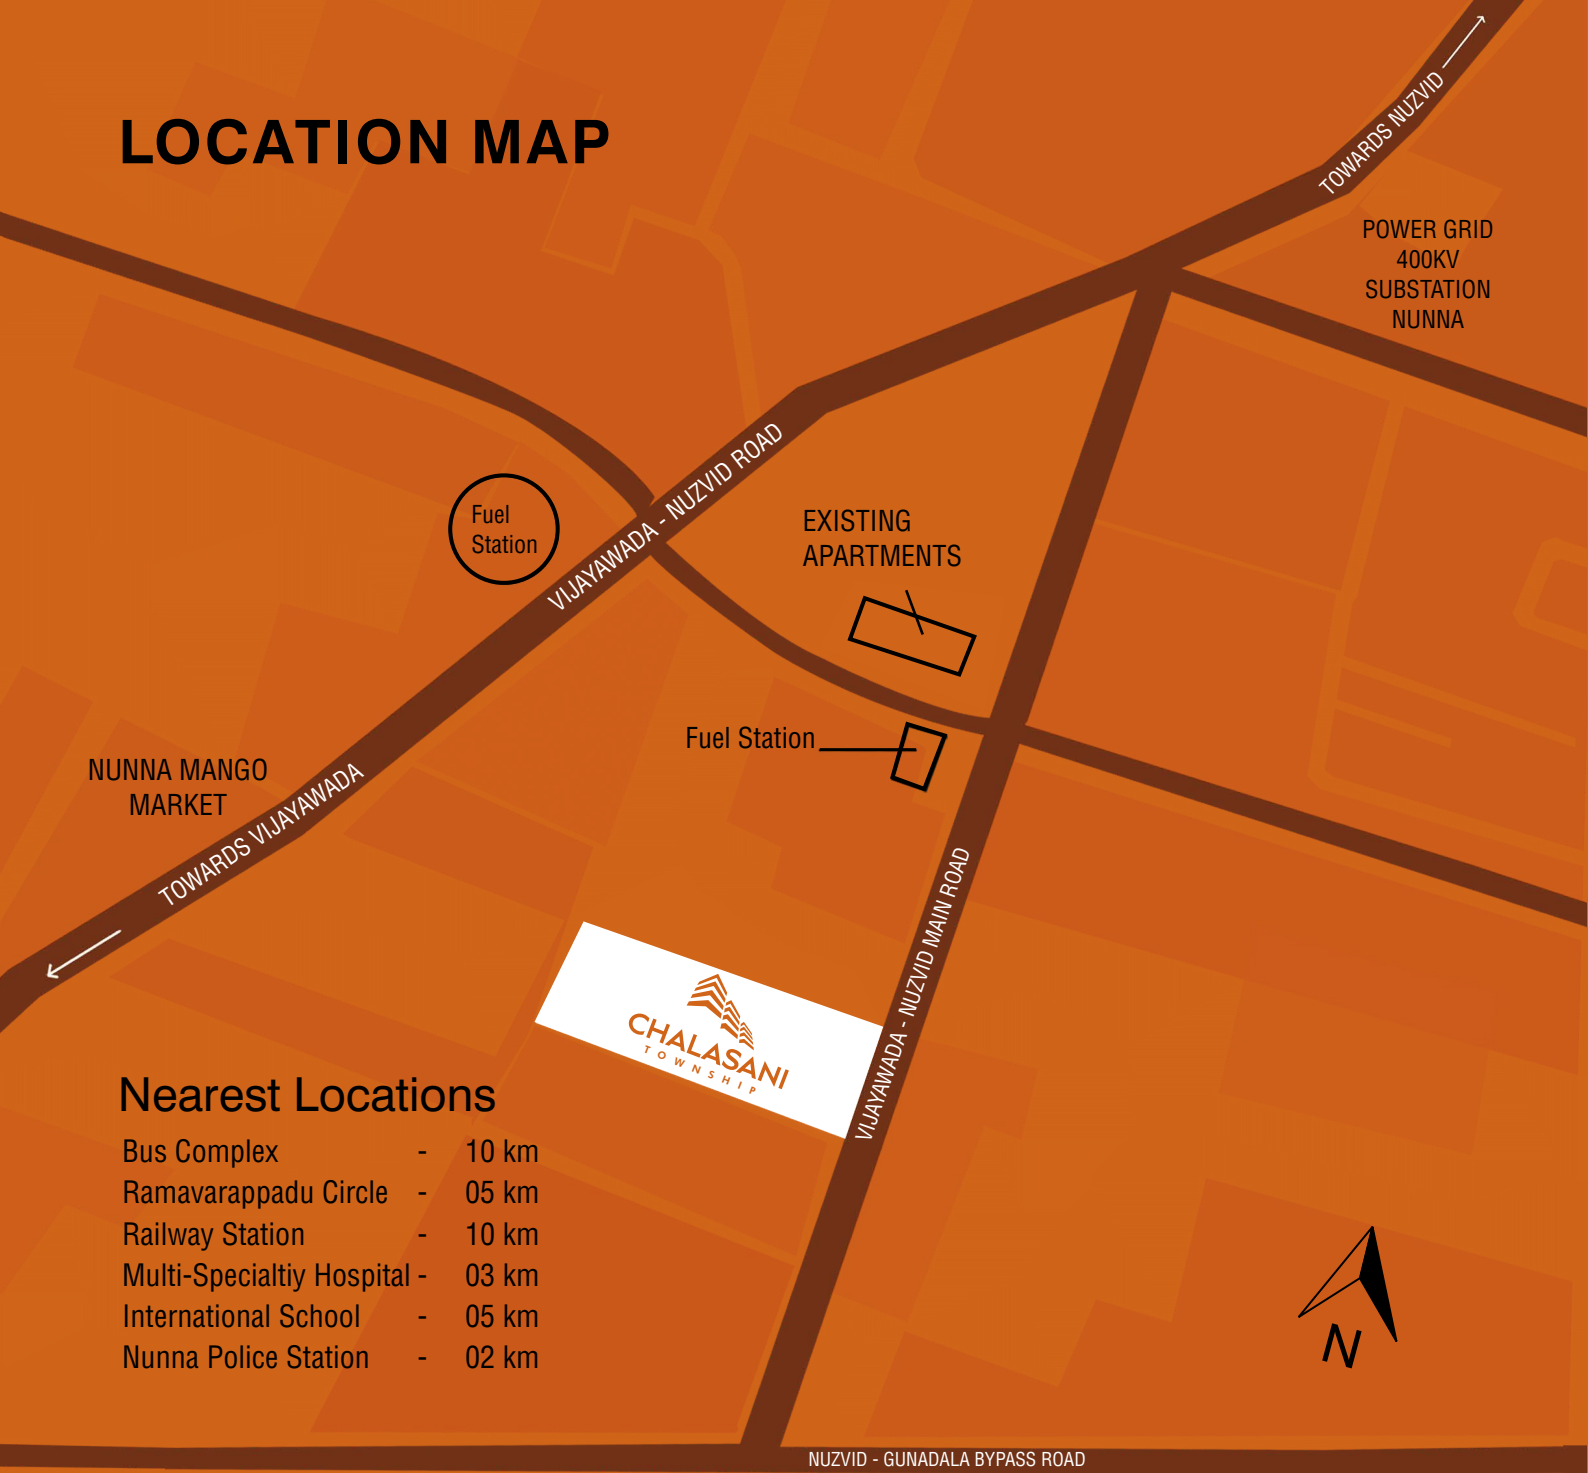 LOCATION MAP
TOWARDS NUZVID
POWER GRID
400KV
SUBSTATION
NUNNA
VIJAYAWADA - NUZVID ROAD
Fuel
Station
EXISTING
APARTMENTS
Fuel Station
NUNNA MANGO
MARKET
TOWARDS VIJAYAWADA
VIJAYAWADA - NUZVID MAIN ROAD
CHALASANI
TOWNSHIP
Nearest Locations
Bus Complex - 10 km
Ramavarappadu Circle - 05 km
Railway Station - 10 km
Multi-Specialtiy Hospital - 03 km
International School - 05 km
Nunna Police Station - 02 km
N
NUZVID - GUNADALA BYPASS ROAD